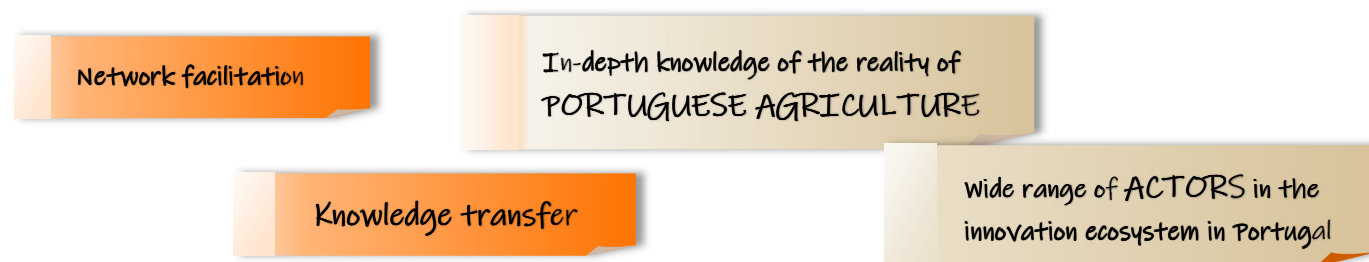 Network facilitation
In-depth knowledge of the reality of
PORTUGUESE AGRICULTURE
Knowledge transfer
Wide range of ACTORS in the
innovation ecosystem in Portugal